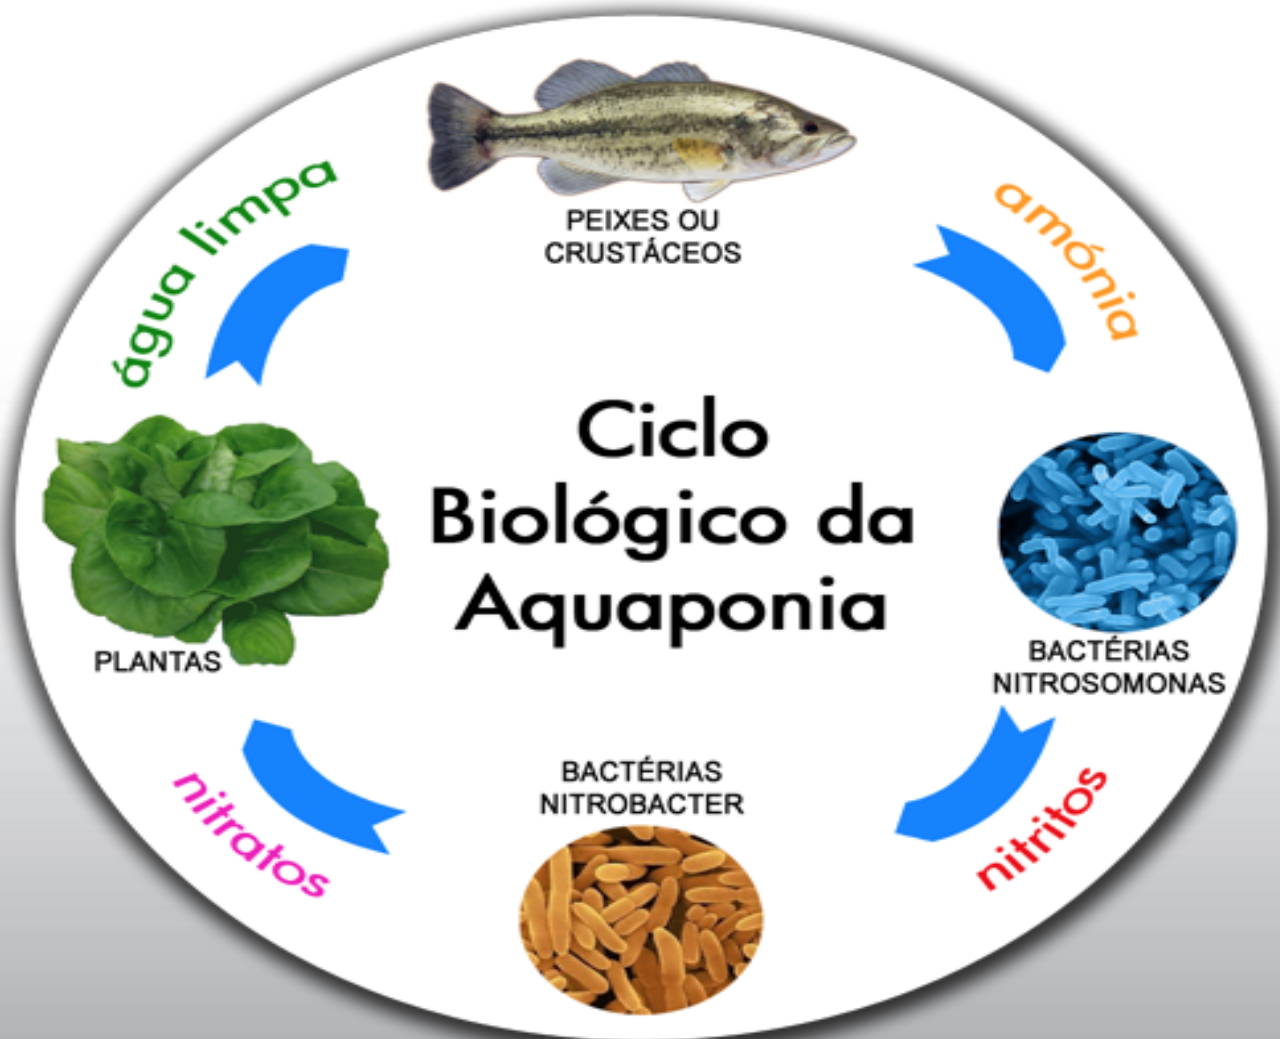 água limpa
PEIXES OU
CRUSTÁCEOS
amónia
Ciclo
Biológico da
Aquaponia
PLANTAS
BACTÉRIAS
NITROSOMONAS
BACTÉRIAS
NITROBACTER
nitratos
nitritos